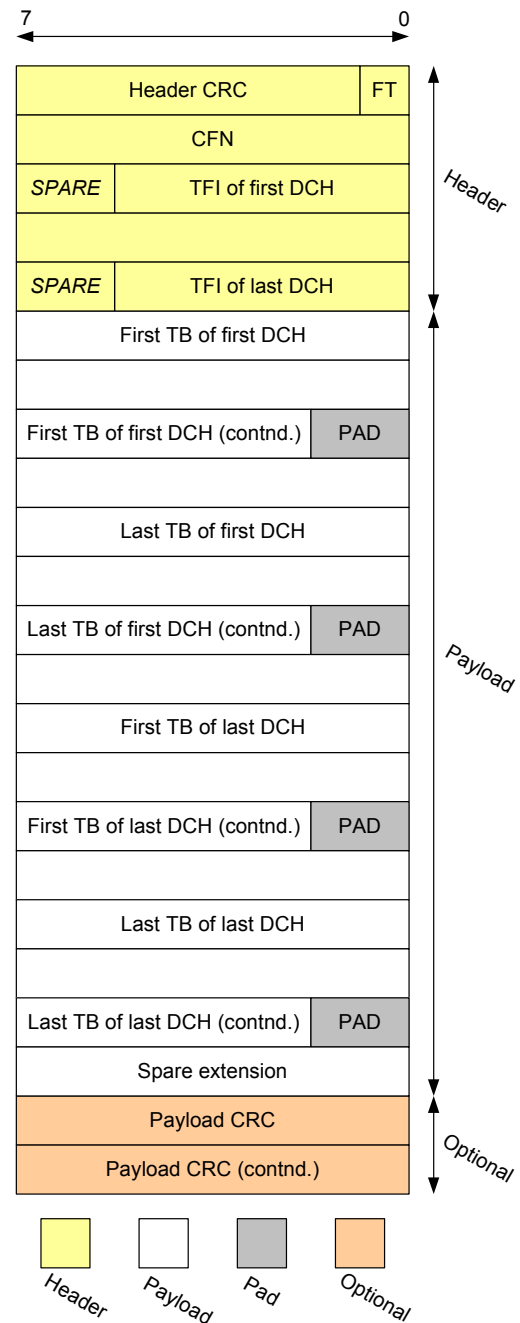 7 0
Header CRC FT
CFN
SPARE TFI of first DCH
Header
SPARE TFI of last DCH
First TB of first DCH
First TB of first DCH (contnd.) PAD
Last TB of first DCH
Last TB of first DCH (contnd.) PAD
Payload
First TB of last DCH
First TB of last DCH (contnd.) PAD
Last TB of last DCH
Last TB of last DCH (contnd.) PAD
Spare extension
Payload CRC
Optional
Payload CRC (contnd.)
Header Payload Pad Optional